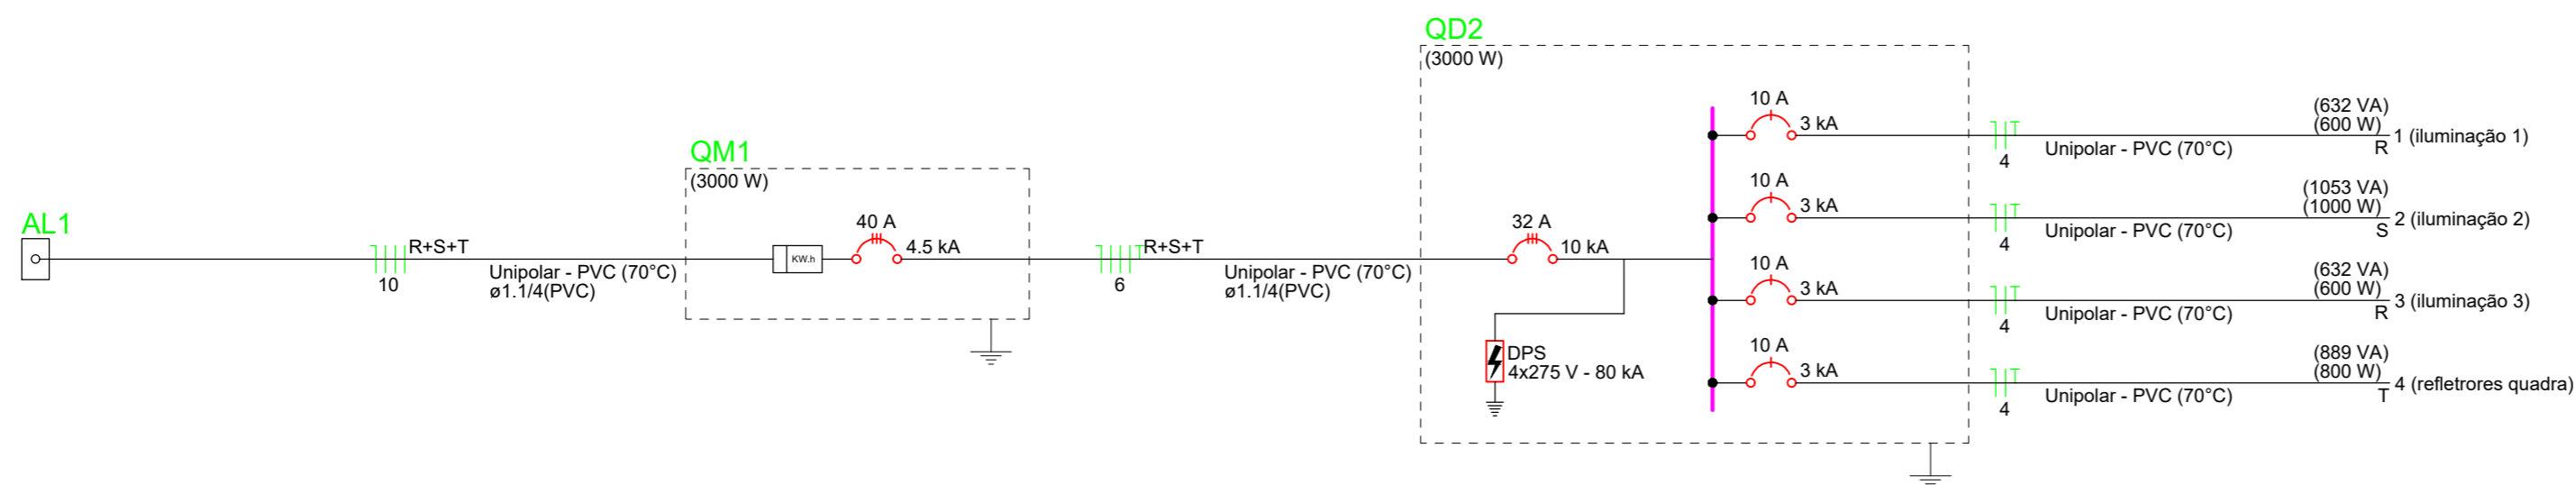 AL1
R+S+T
10
Unipolar - PVC (70°C)
ø1.1/4(PVC)
QM1
(3000 W)
KW.h
40 A
4.5 kA
R+S+T
6
Unipolar - PVC (70°C)
ø1.1/4(PVC)
QD2
(3000 W)
32 A
10 kA
DPS
4x275 V - 80 kA
10 A
3 kA
4
Unipolar - PVC (70°C)
(632 VA)
(600 W)
R
1 (iluminação 1)
10 A
3 kA
4
Unipolar - PVC (70°C)
(1053 VA)
(1000 W)
S
2 (iluminação 2)
10 A
3 kA
4
Unipolar - PVC (70°C)
(632 VA)
(600 W)
R
3 (iluminação 3)
10 A
3 kA
4
Unipolar - PVC (70°C)
(889 VA)
(800 W)
T
4 (refletrores quadra)